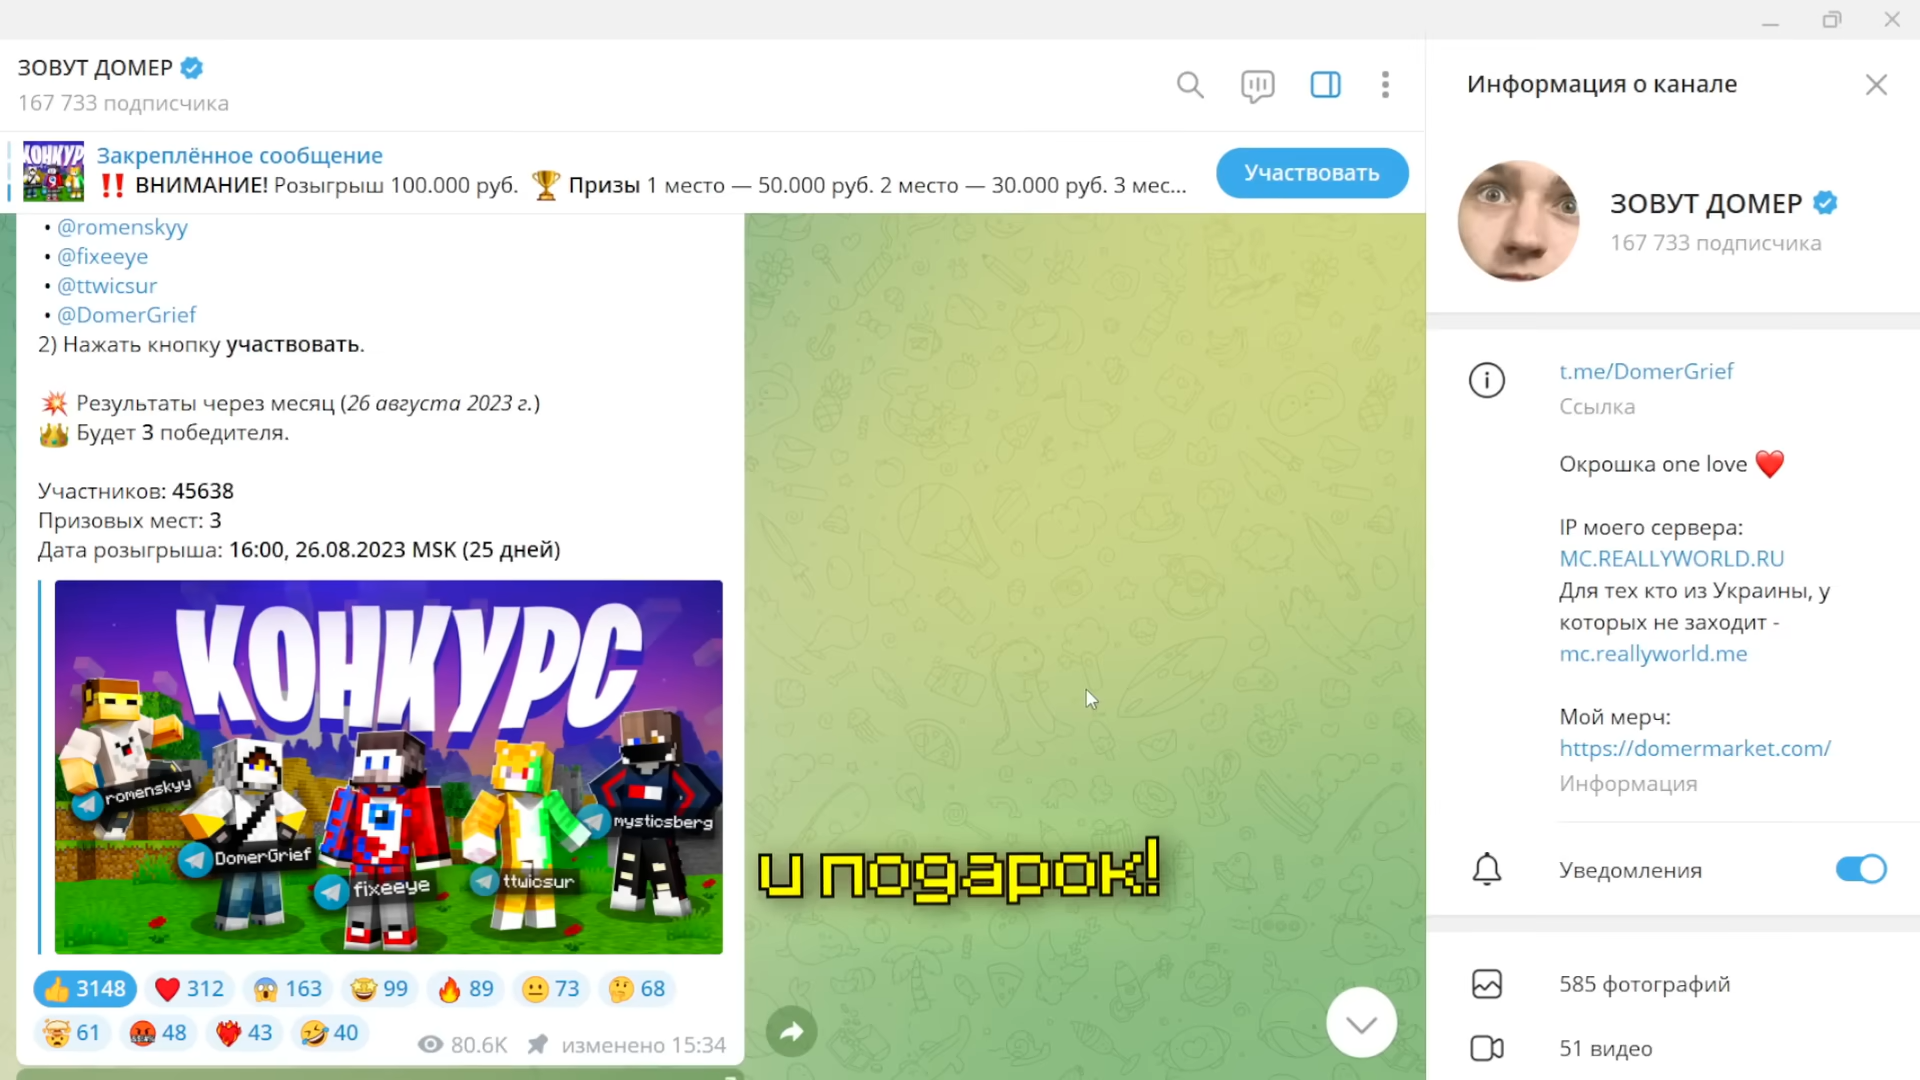 ЗОВУТ ДОМЕР
167 733 подписчика
Закреплённое сообщение
‼️ ВНИМАНИЕ! Розыгрыш 100.000 руб. 🏆 Призы 1 место — 50.000 руб. 2 место — 30.000 руб. 3 мес...
Участвовать
КОНКУР
• @romenskyy
• @fixeeye
• @ttwicsur
• @DomerGrief
2) Нажать кнопку участвовать.
💥 Результаты через месяц (26 августа 2023 г.)
👑 Будет 3 победителя.
Участников: 45638
Призовых мест: 3
Дата розыгрыша: 16:00, 26.08.2023 MSK (25 дней)
КОНКУРС
romenskyy
DomerGrief
fixeeye
ttwicsur
mysticsberg
👍 3148 ❤️ 312 😱 163 🤩 99 🔥 89 😐 73 🤔 68
🤯 61 🤬 48 ❤️‍🔥 43 🤣 40
80.6K изменено 15:34
и подарок!
Информация о канале
ЗОВУТ ДОМЕР
167 733 подписчика
t.me/DomerGrief
Ссылка
Окрошка one love ❤️
IP моего сервера:
MC.REALLYWORLD.RU
Для тех кто из Украины, у
которых не заходит -
mc.reallyworld.me
Мой мерч:
https://domermarket.com/
Информация
Уведомления
585 фотографий
51 видео